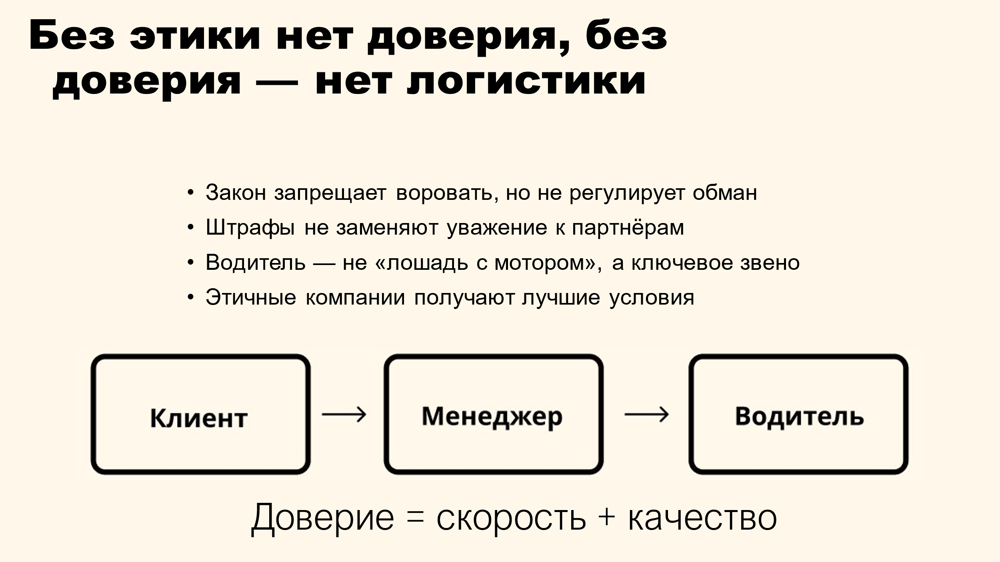 Без этики нет доверия, без
доверия — нет логистики
• Закон запрещает воровать, но не регулирует обман
• Штрафы не заменяют уважение к партнёрам
• Водитель — не «лошадь с мотором», а ключевое звено
• Этичные компании получают лучшие условия
Клиент → Менеджер → Водитель
Доверие = скорость + качество